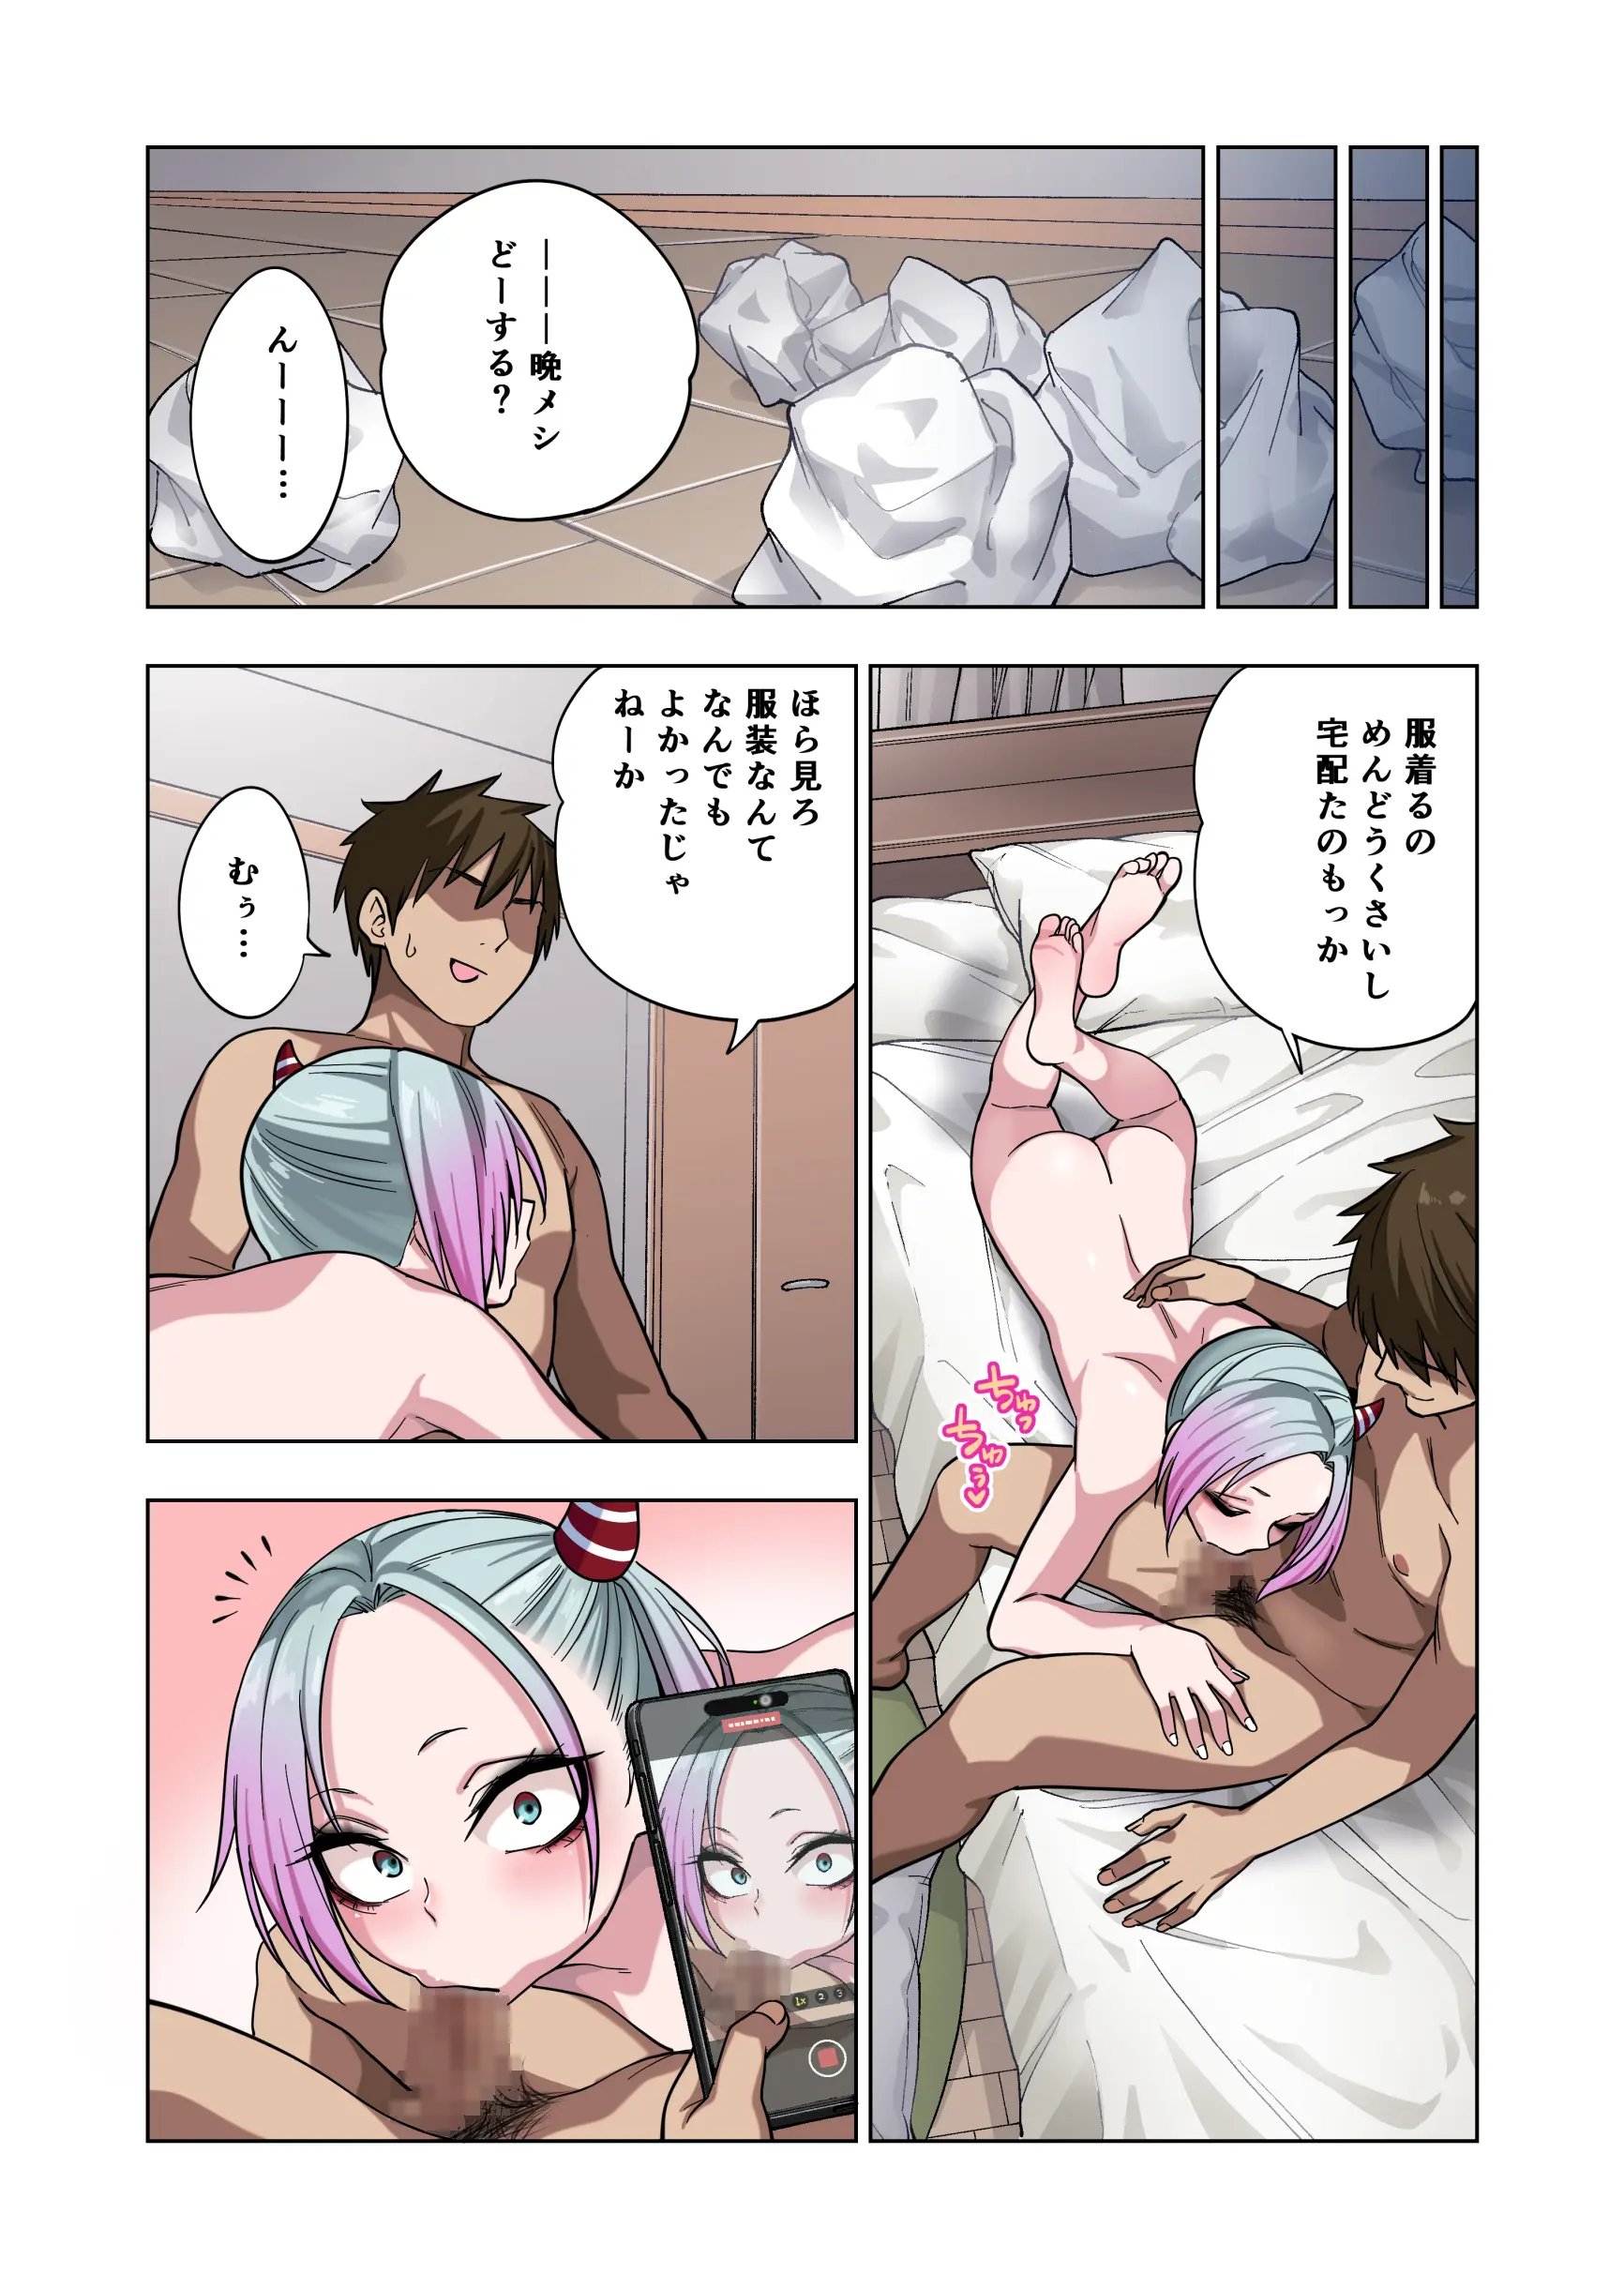 ―――晩メシ
どーする？
んーーー…
服着るの
めんどうくさいし
宅配たのもっか
ちゅっ
ちゅぅ♡
ほら見ろ
服装なんて
なんでも
よかったじゃ
ねーか
むぅ…
1x 2 3